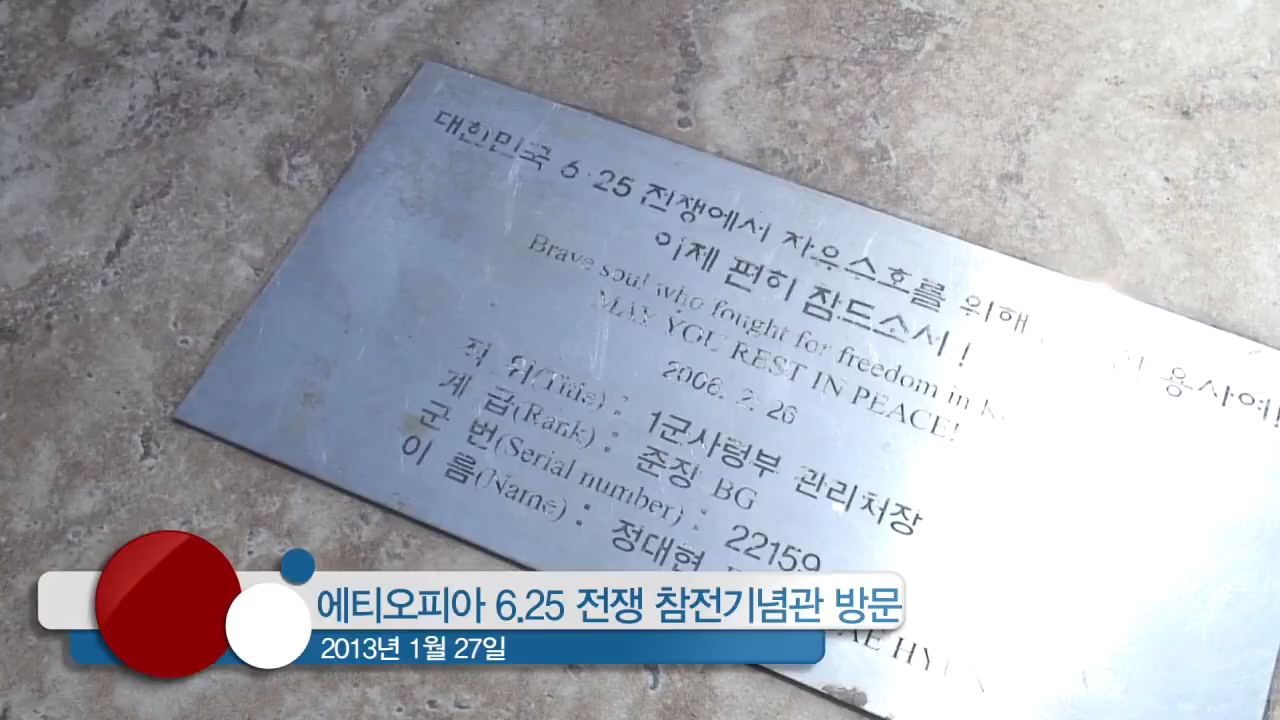 대한민국 6·25 전쟁에서 자유수호를 위해 용사여!
이제 편히 잠드소서!
Brave soul who fought for freedom in
MAY YOU REST IN PEACE!
2006. 2. 26
직 위(Title) : 1군사령부 관리처장
계 급(Rank) : 준장 BG
군 번(Serial number) : 22159
이 름(Name) : 정대현
에티오피아 6.25 전쟁 참전기념관 방문
2013년 1월 27일